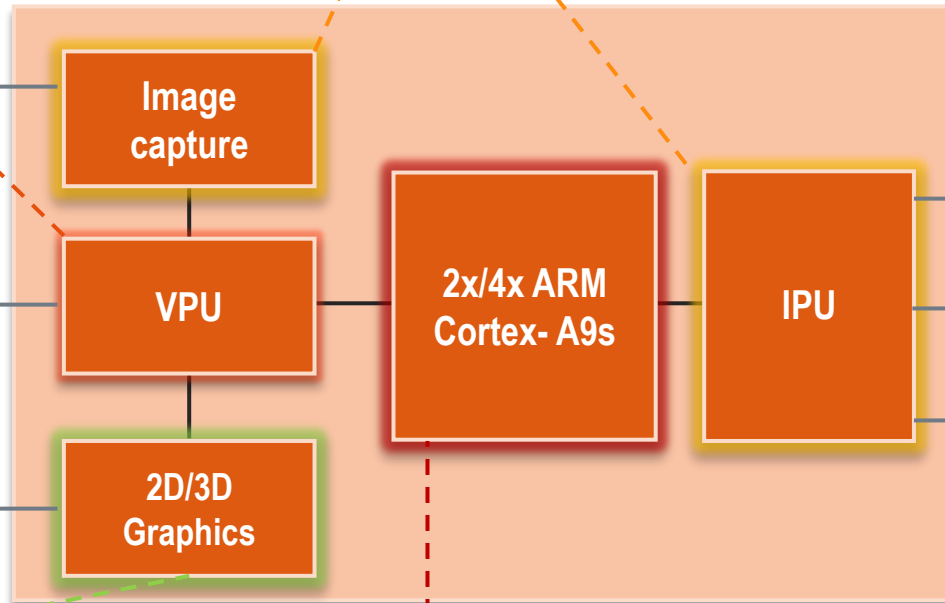 Image
capture
VPU
2x/4x ARM
Cortex- A9s
IPU
2D/3D
Graphics